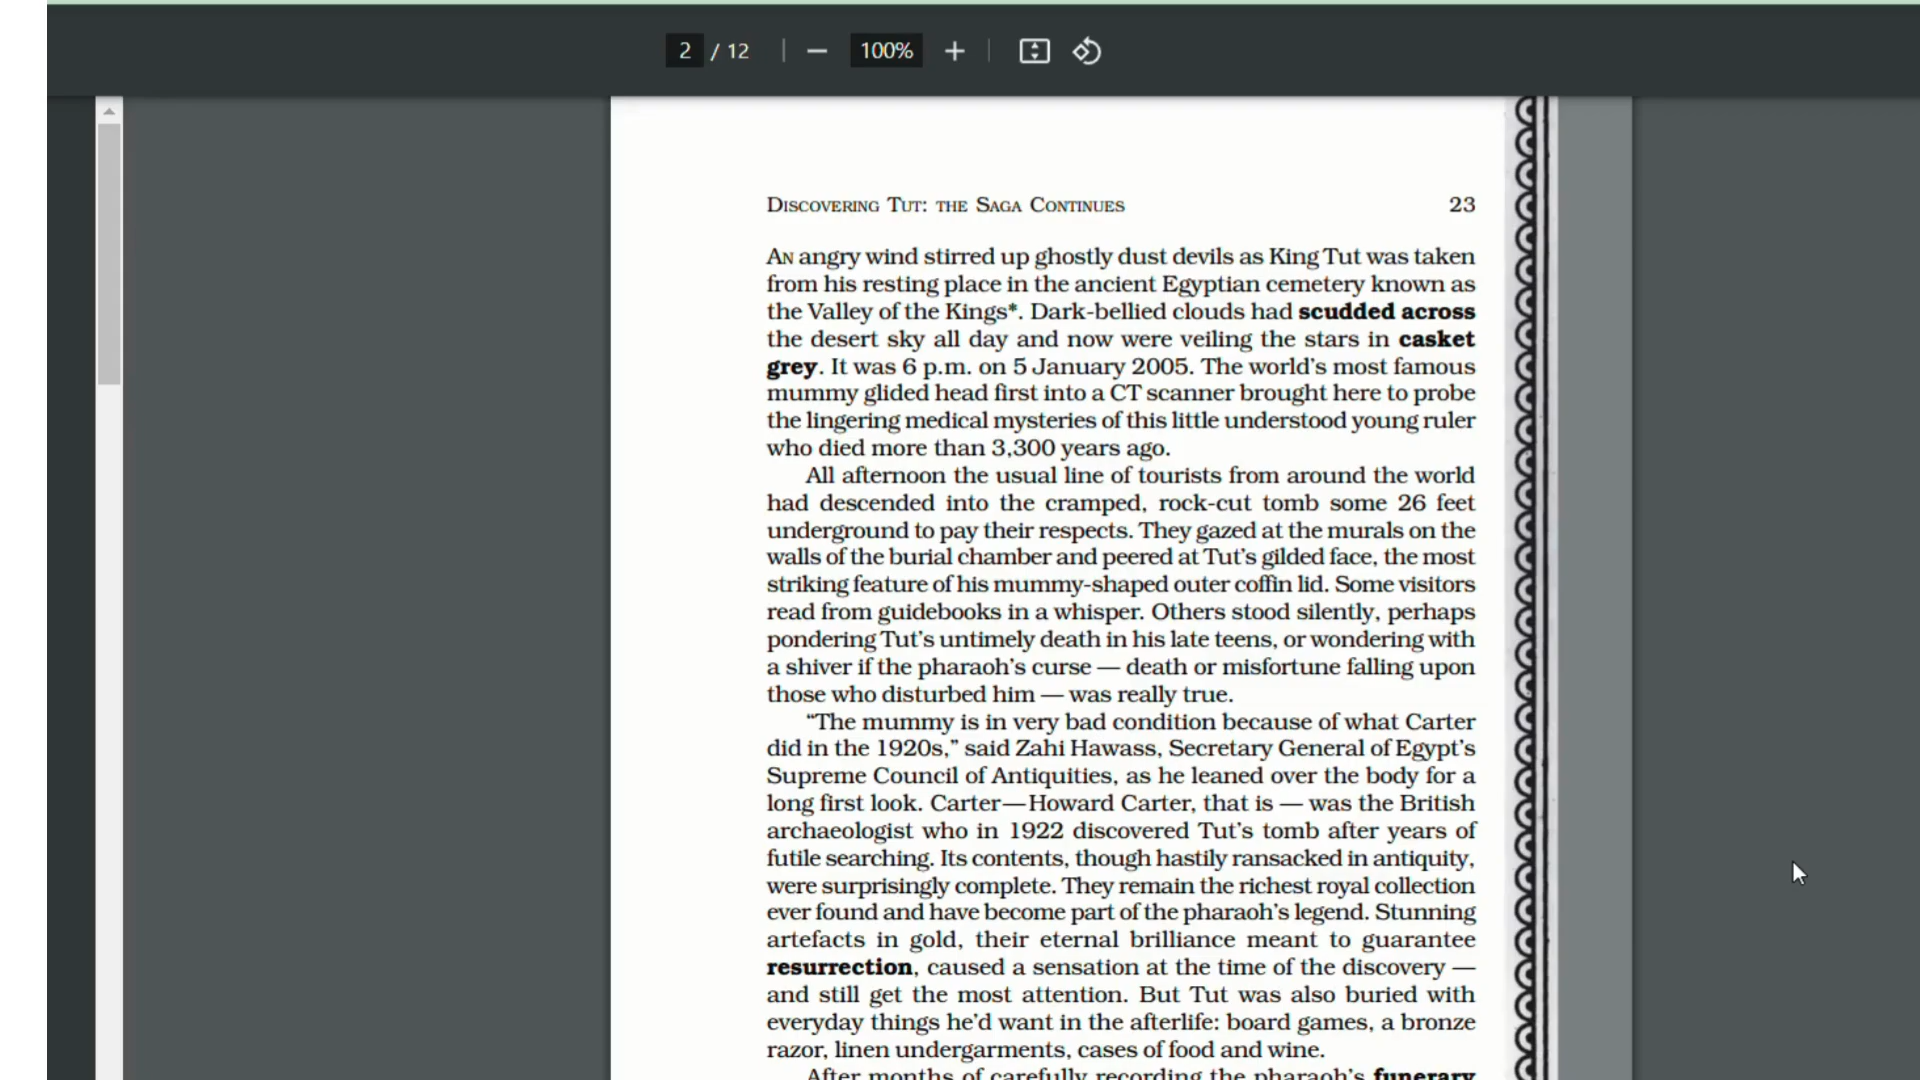 2 / 12 100%
DISCOVERING TUT: THE SAGA CONTINUES 23
AN angry wind stirred up ghostly dust devils as King Tut was taken
from his resting place in the ancient Egyptian cemetery known as
the Valley of the Kings*. Dark-bellied clouds had scudded across
the desert sky all day and now were veiling the stars in casket
grey. It was 6 p.m. on 5 January 2005. The world’s most famous
mummy glided head first into a CT scanner brought here to probe
the lingering medical mysteries of this little understood young ruler
who died more than 3,300 years ago.
All afternoon the usual line of tourists from around the world
had descended into the cramped, rock-cut tomb some 26 feet
underground to pay their respects. They gazed at the murals on the
walls of the burial chamber and peered at Tut’s gilded face, the most
striking feature of his mummy-shaped outer coffin lid. Some visitors
read from guidebooks in a whisper. Others stood silently, perhaps
pondering Tut’s untimely death in his late teens, or wondering with
a shiver if the pharaoh’s curse — death or misfortune falling upon
those who disturbed him — was really true.
“The mummy is in very bad condition because of what Carter
did in the 1920s,” said Zahi Hawass, Secretary General of Egypt’s
Supreme Council of Antiquities, as he leaned over the body for a
long first look. Carter—Howard Carter, that is — was the British
archaeologist who in 1922 discovered Tut’s tomb after years of
futile searching. Its contents, though hastily ransacked in antiquity,
were surprisingly complete. They remain the richest royal collection
ever found and have become part of the pharaoh’s legend. Stunning
artefacts in gold, their eternal brilliance meant to guarantee
resurrection, caused a sensation at the time of the discovery —
and still get the most attention. But Tut was also buried with
everyday things he’d want in the afterlife: board games, a bronze
razor, linen undergarments, cases of food and wine.
After months of carefully recording the pharaoh’s funerary